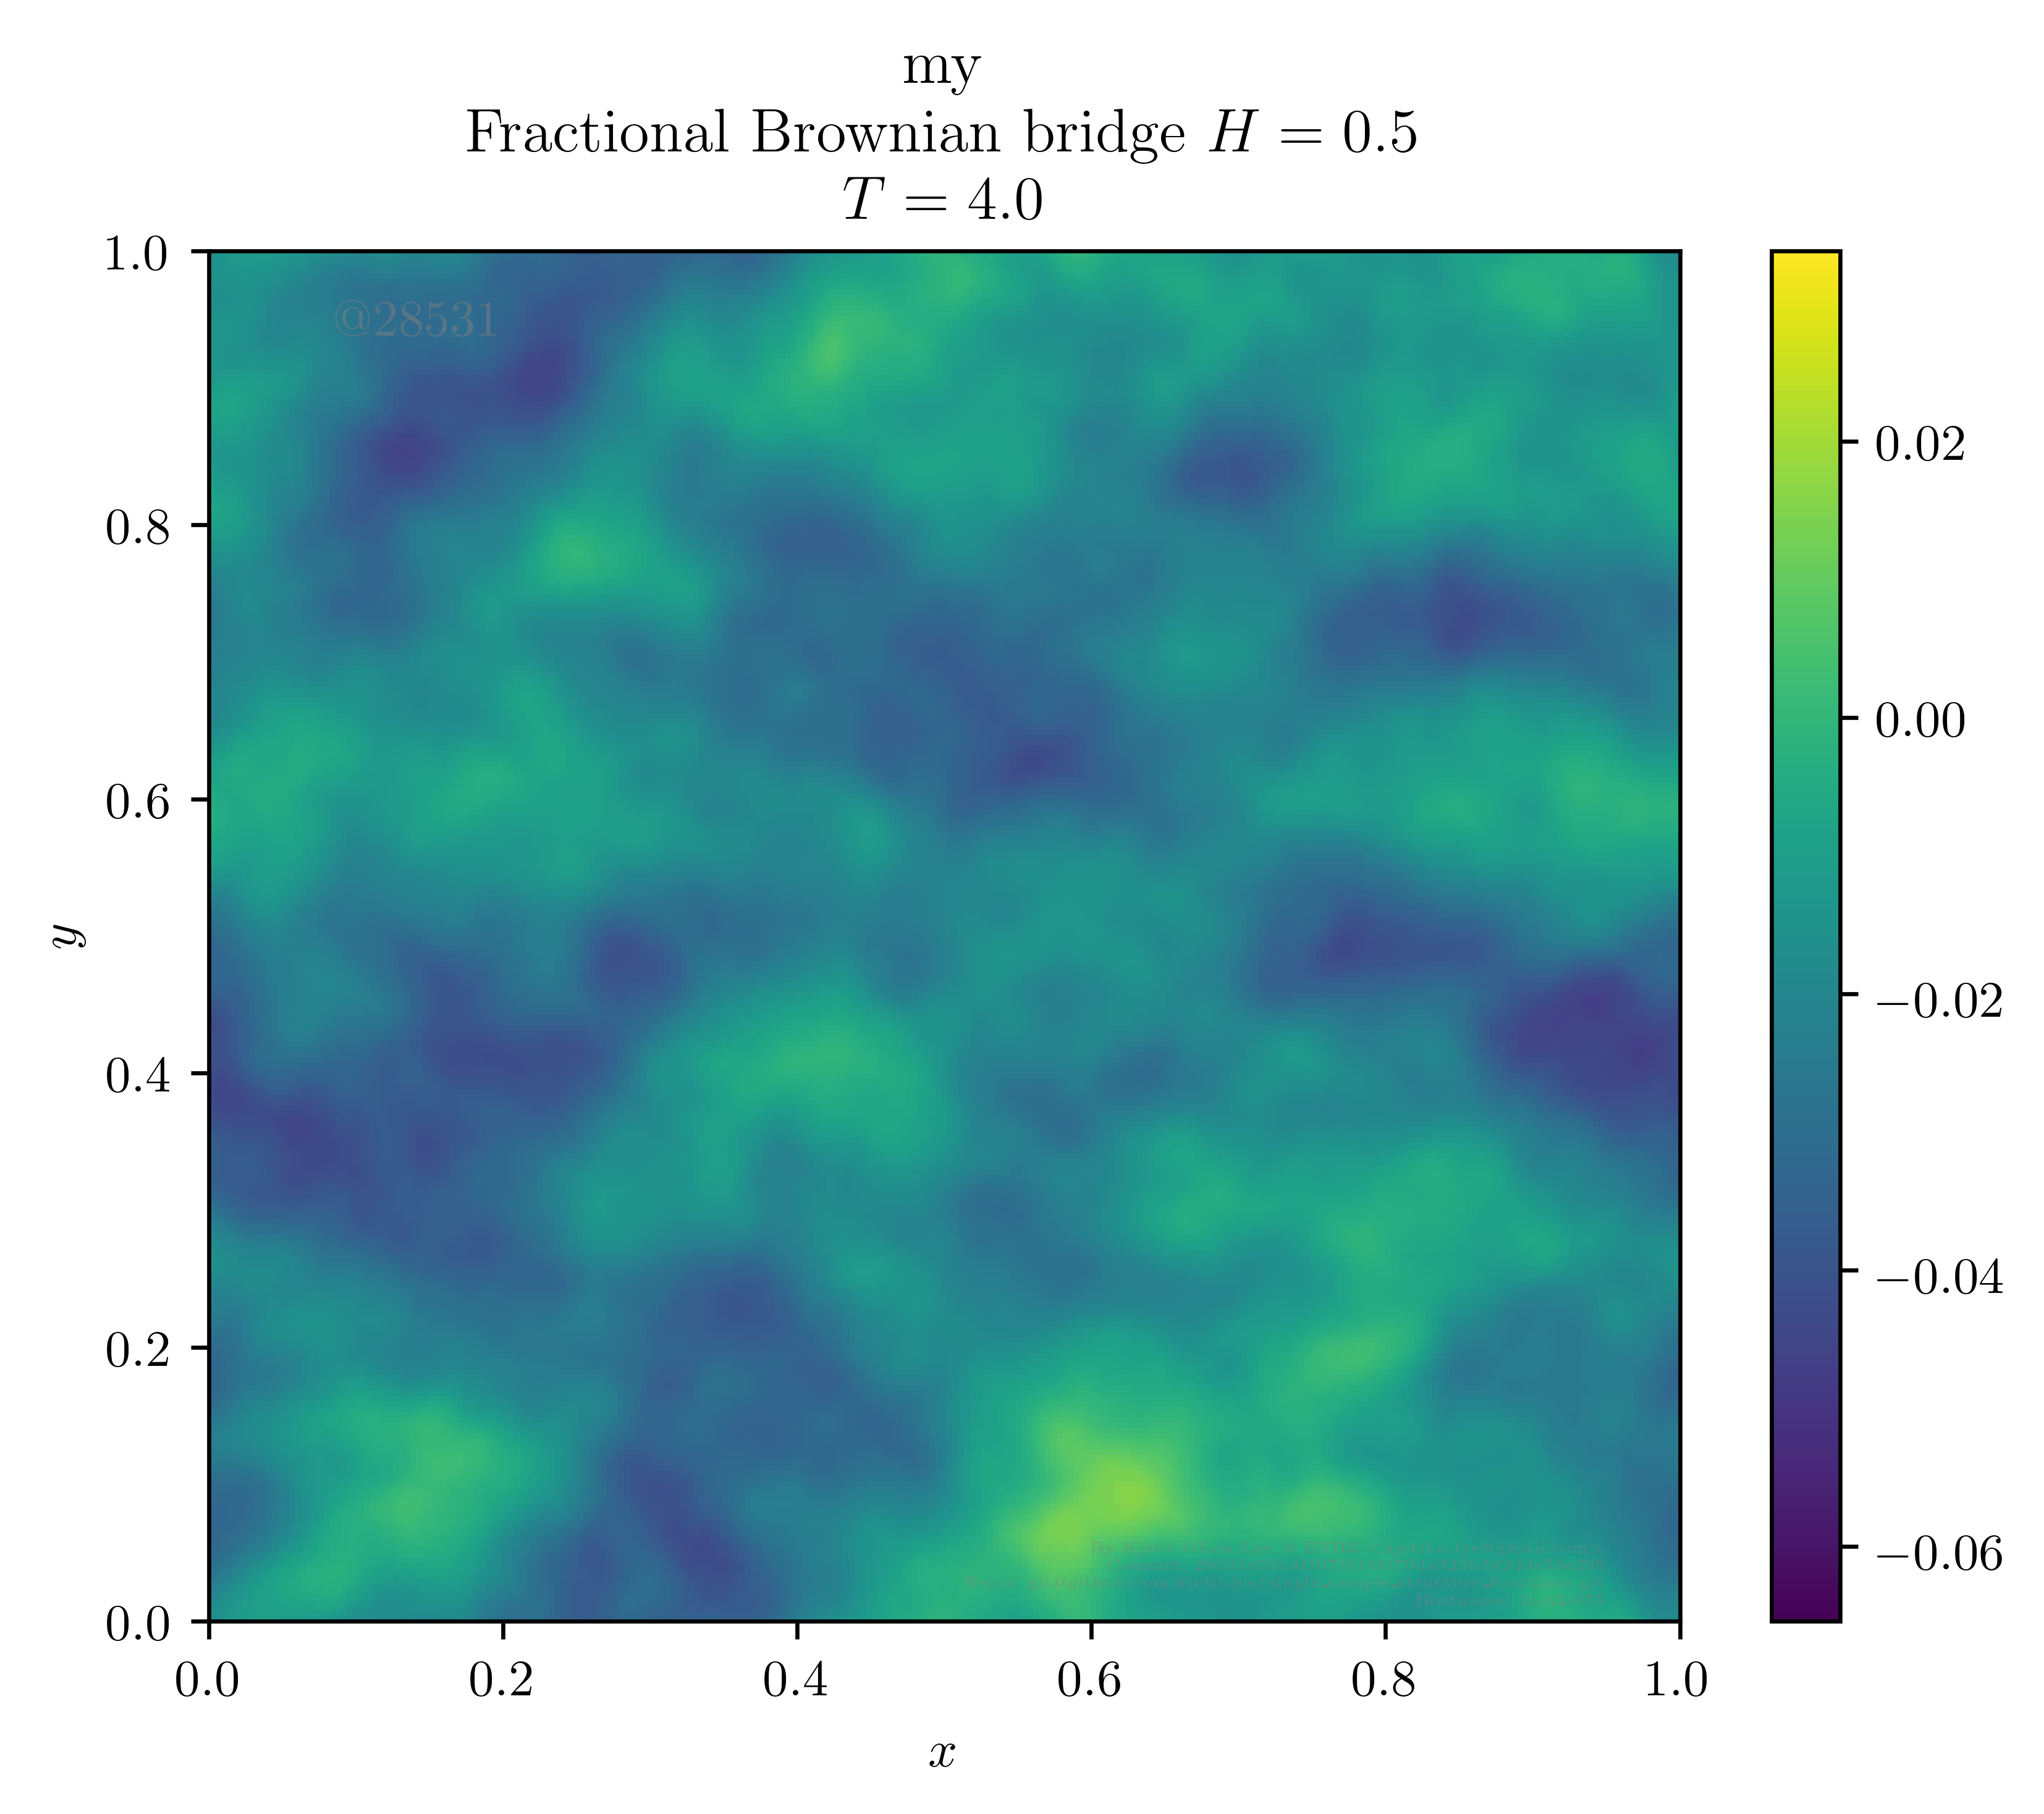 my
Fractional Brownian bridge H = 0.5
T = 4.0
1.0
0.8
0.6
0.4
0.2
0.0
y
@28531
0.0 0.2 0.4 0.6 0.8 1.0
x
0.02
0.00
−0.02
−0.04
−0.06
By
Hostname: